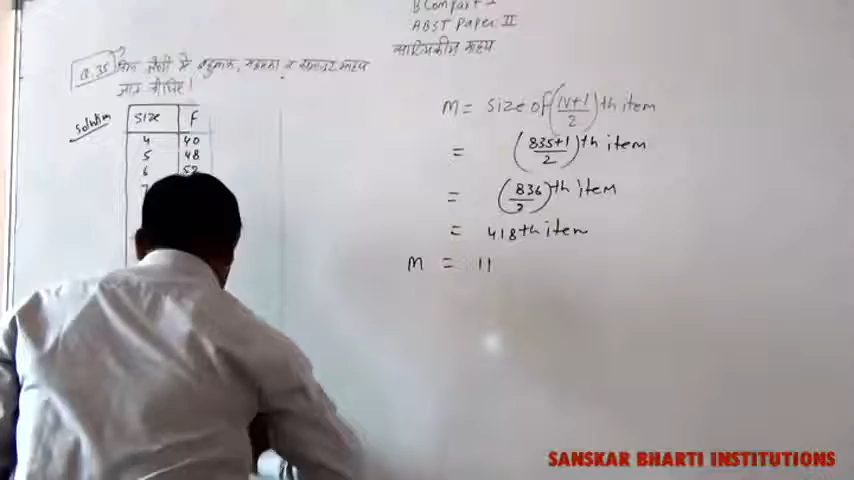 B Com part - I
ABST Paper II
सांख्यिकीय माध्य
Q.35 निम्न श्रेणी में बहुलक, मध्यका व समान्तर माध्य
ज्ञात कीजिए।
Solution
Size F
4 40
5 48
6 52
7
M = Size of (N+1/2)th item
= (835+1/2)th item
= (836/2)th item
= 418th item
M = 11
SANSKAR BHARTI INSTITUTIONS